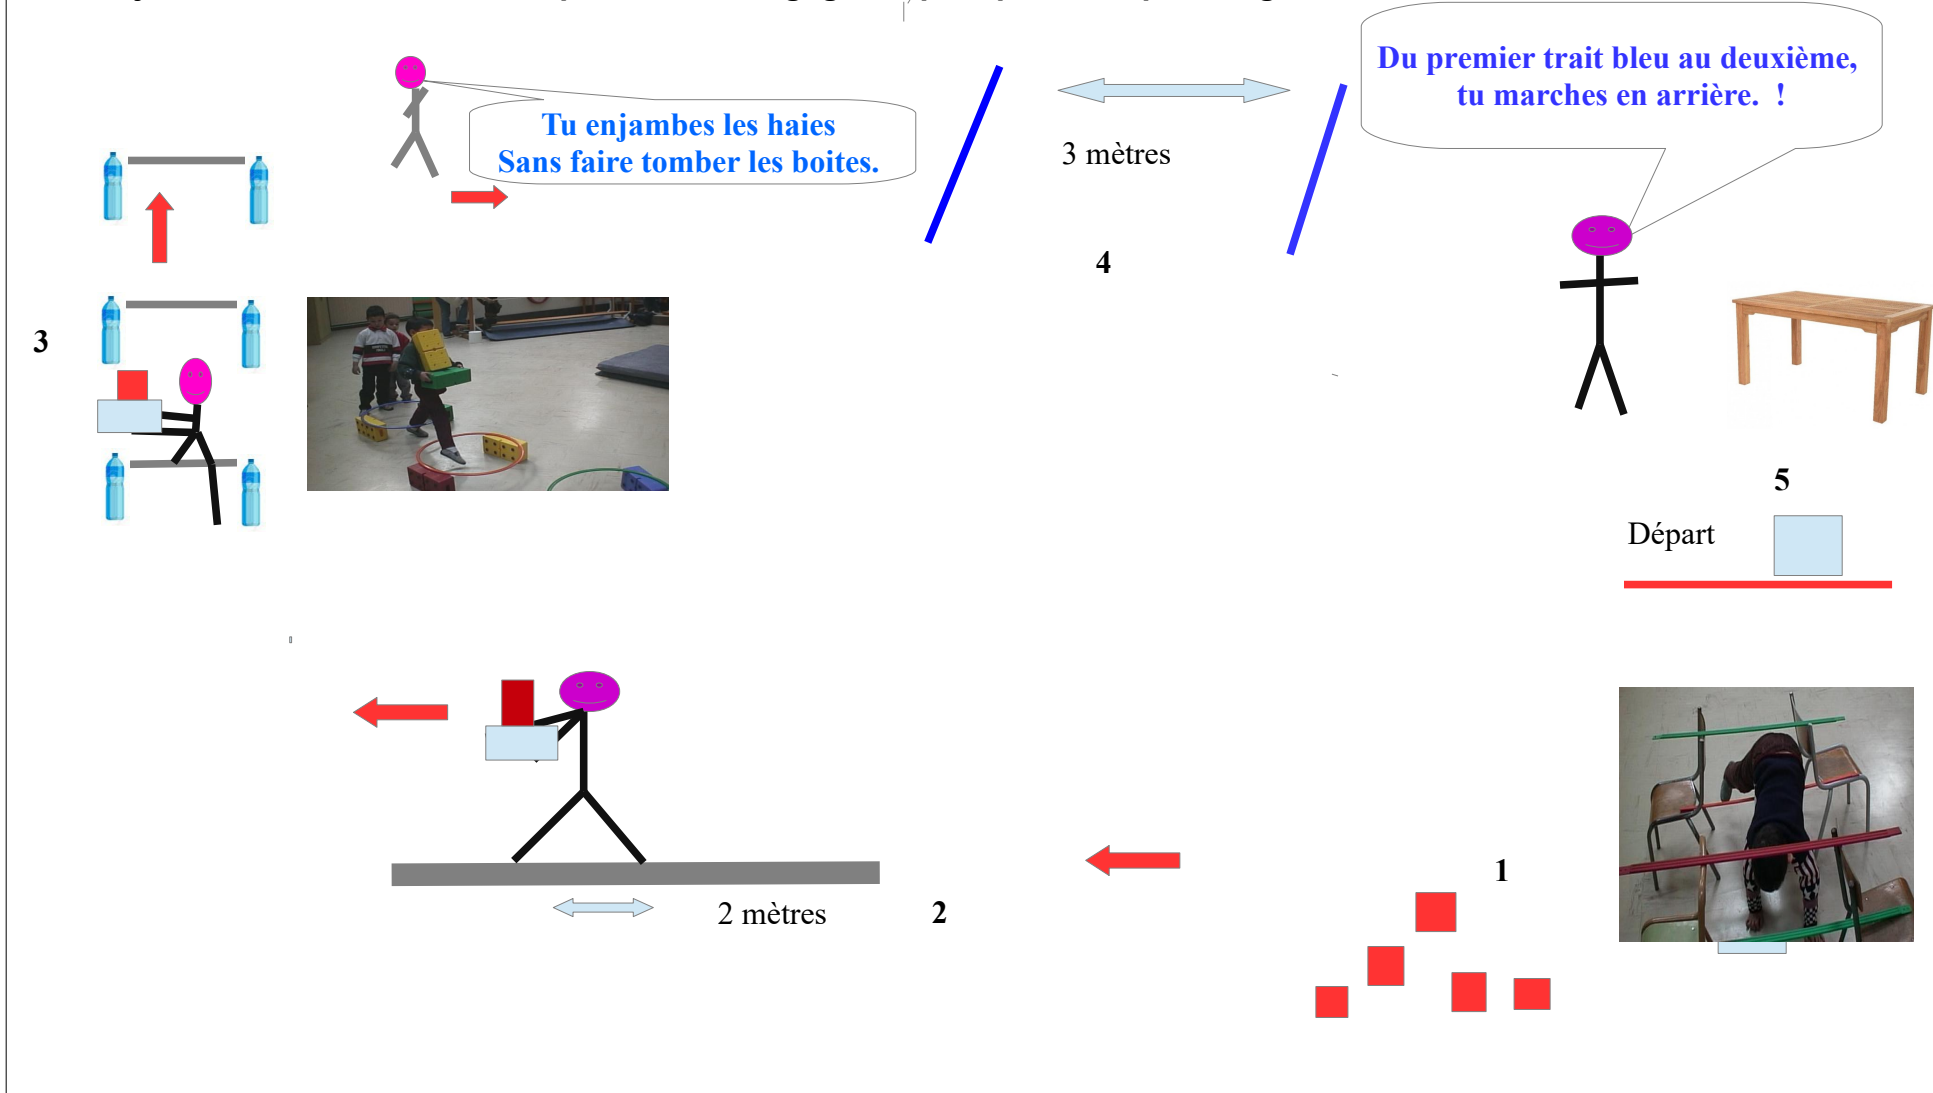 Du premier trait bleu au deuxième,
tu marches en arrière. !
Tu enjambes les haies
Sans faire tomber les boites.
3 mètres
4
3
5
Départ
1
2 mètres
2